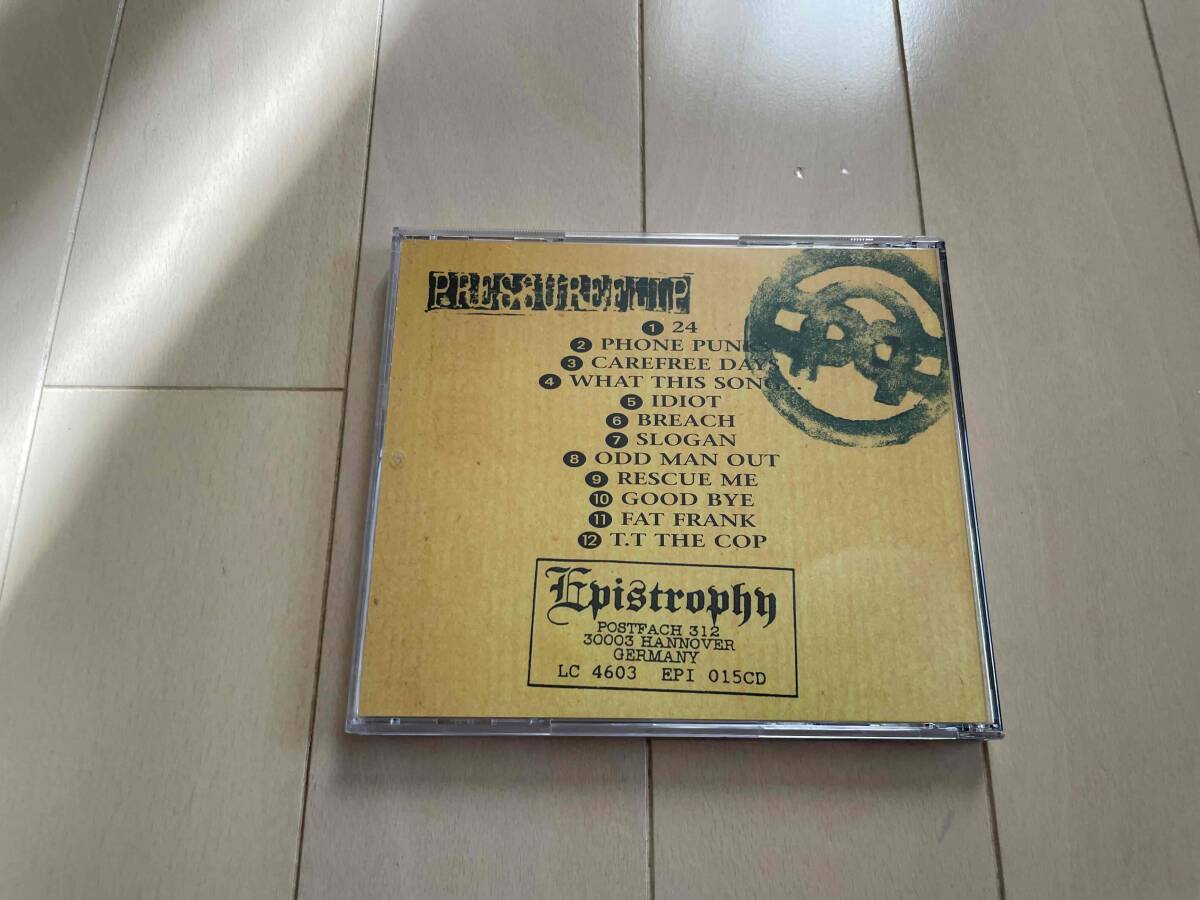 PRESSUREFLIP
1 24
2 PHONE PUNKS
3 CAREFREE DAYS
4 WHAT THIS SONG...
5 IDIOT
6 BREACH
7 SLOGAN
8 ODD MAN OUT
9 RESCUE ME
10 GOOD BYE
11 FAT FRANK
12 T.T THE COP
Epistrophy
POSTFACH 312
30003 HANNOVER
GERMANY
LC 4603 EPI 015CD